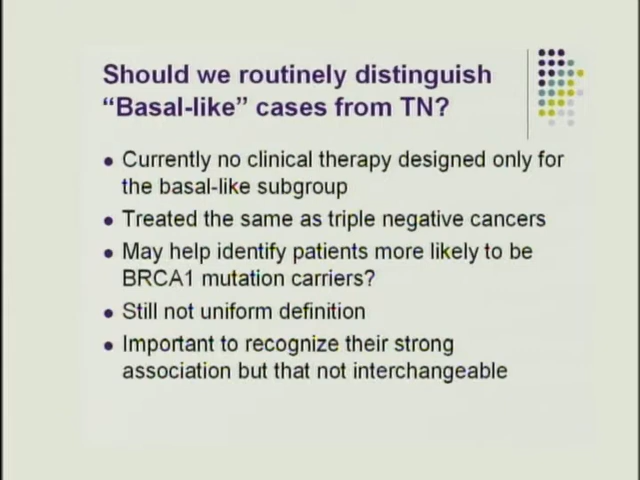 Should we routinely distinguish
“Basal-like” cases from TN?
• Currently no clinical therapy designed only for
the basal-like subgroup
• Treated the same as triple negative cancers
• May help identify patients more likely to be
BRCA1 mutation carriers?
• Still not uniform definition
• Important to recognize their strong
association but that not interchangeable